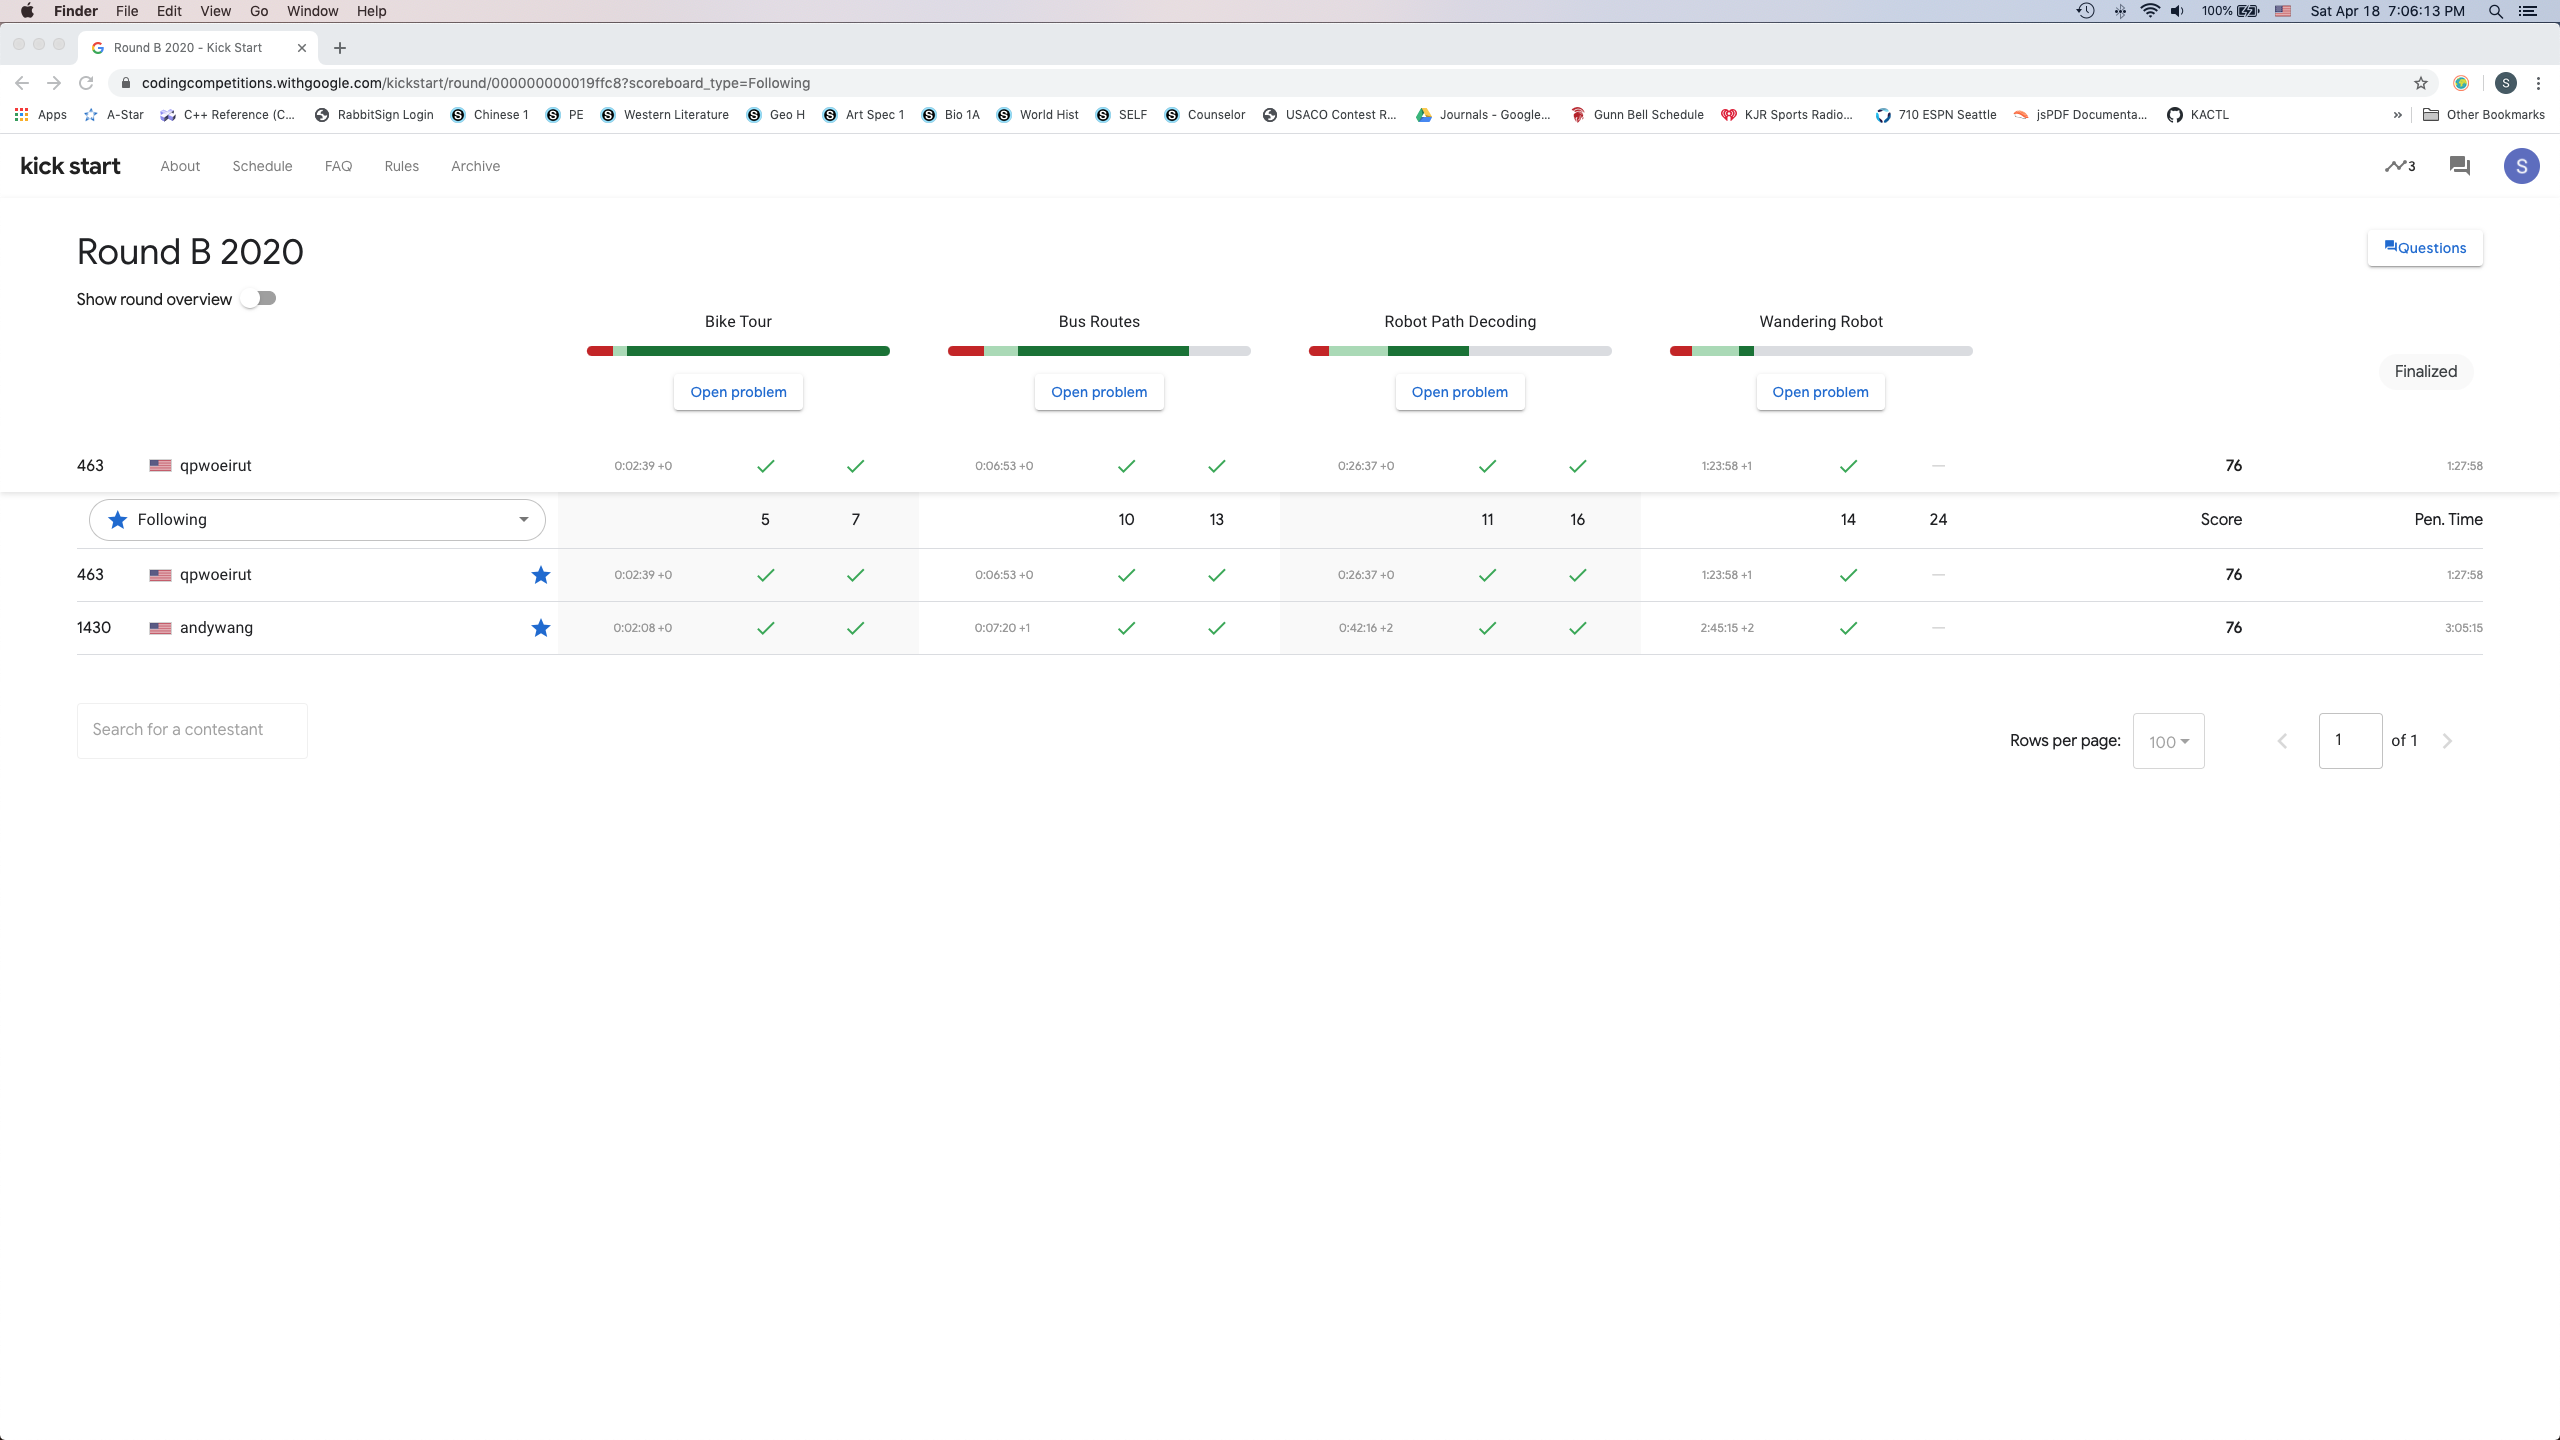 Finder File Edit View Go Window Help 100% Sat Apr 18 7:06:13 PM
Round B 2020 - Kick Start
codingcompetitions.withgoogle.com/kickstart/round/000000000019ffc8?scoreboard_type=Following S
Apps A-Star C++ Reference (C... RabbitSign Login S Chinese 1 S PE S Western Literature S Geo H S Art Spec 1 S Bio 1A S World Hist S SELF S Counselor USACO Contest R... Journals - Google... Gunn Bell Schedule KJR Sports Radio... 710 ESPN Seattle jsPDF Documenta... KACTL » Other Bookmarks
kick start About Schedule FAQ Rules Archive 3 S
Round B 2020 Questions
Show round overview
Bike Tour Bus Routes Robot Path Decoding Wandering Robot
Finalized
Open problem Open problem Open problem Open problem
463 qpwoeirut 0:02:39 +0 0:06:53 +0 0:26:37 +0 1:23:58 +1 76 1:27:58
Following 5 7 10 13 11 16 14 24 Score Pen. Time
463 qpwoeirut 0:02:39 +0 0:06:53 +0 0:26:37 +0 1:23:58 +1 76 1:27:58
1430 andywang 0:02:08 +0 0:07:20 +1 0:42:16 +2 2:45:15 +2 76 3:05:15
Search for a contestant
Rows per page: 100 1 of 1